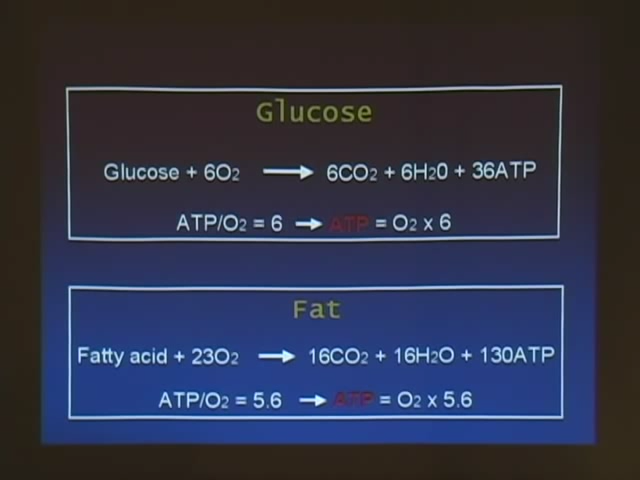 Glucose
Glucose + 6O₂ → 6CO₂ + 6H₂0 + 36ATP
ATP/O₂ = 6 → ATP = O₂ x 6
Fat
Fatty acid + 23O₂ → 16CO₂ + 16H₂O + 130ATP
ATP/O₂ = 5.6 → ATP = O₂ x 5.6